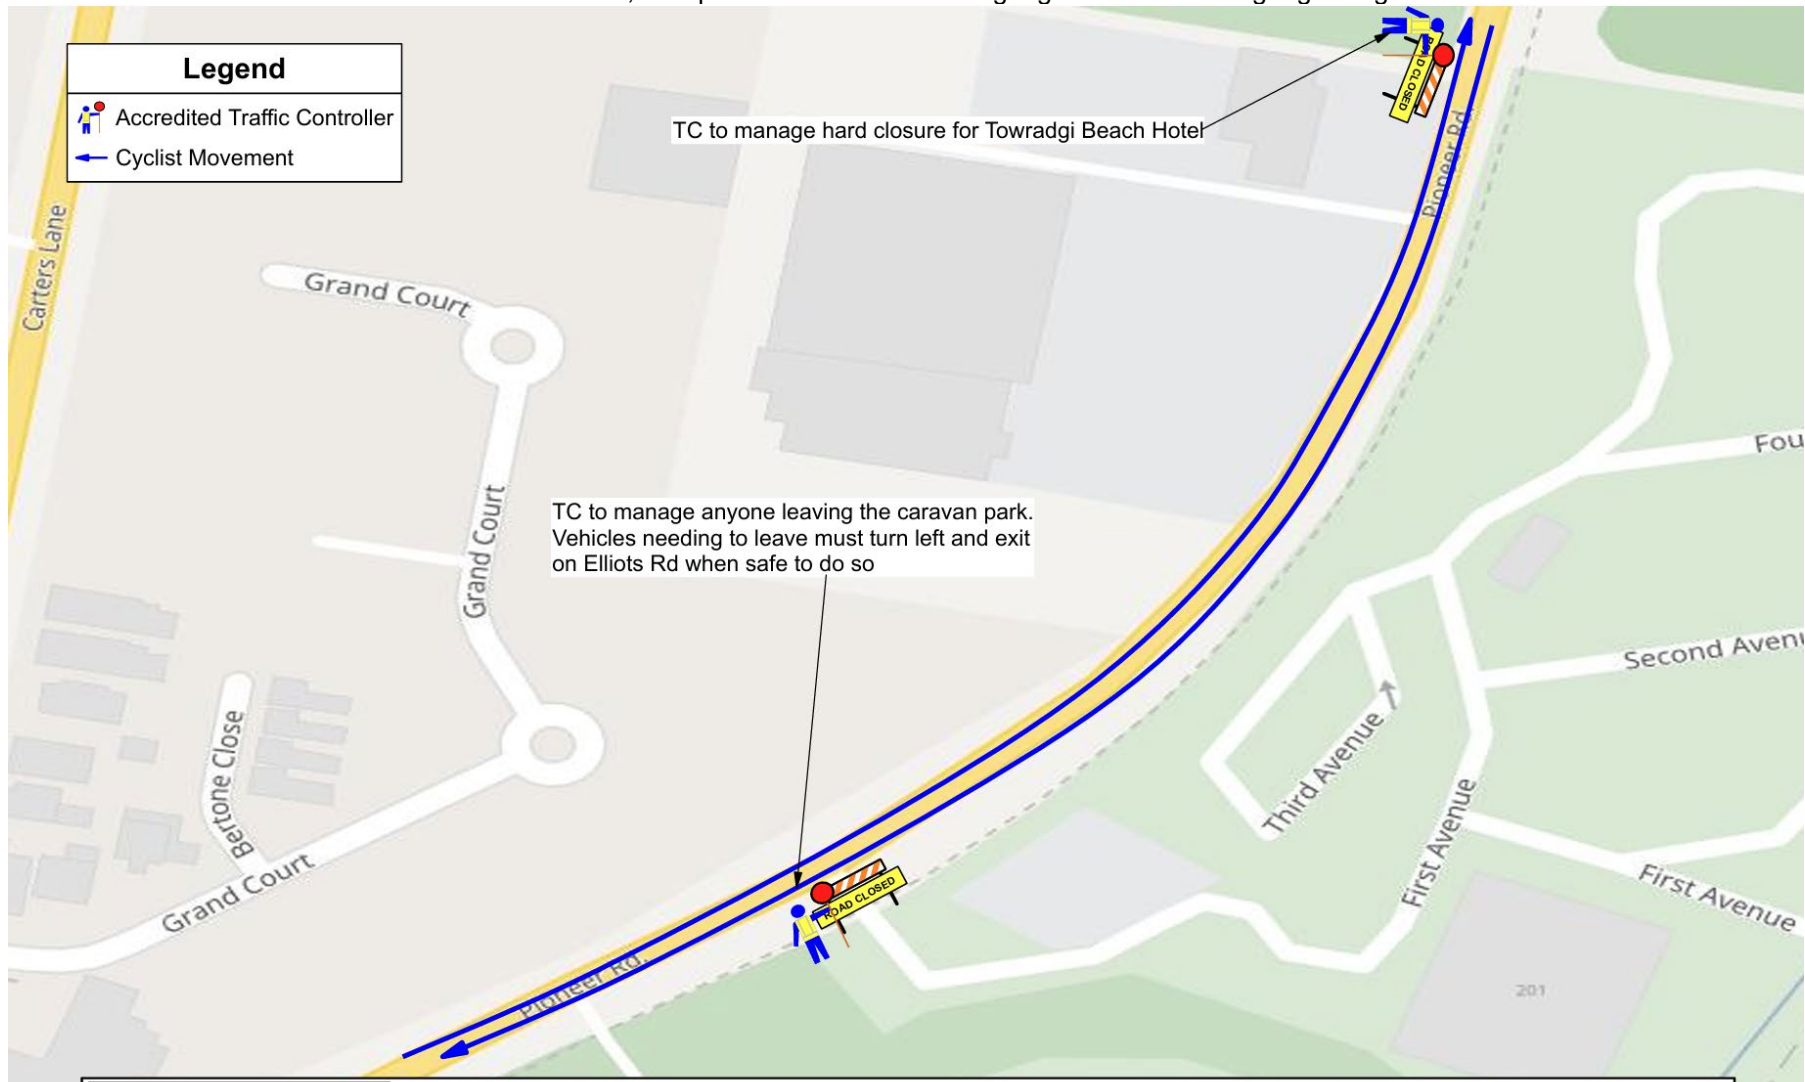 Legend
Accredited Traffic Controller
Cyclist Movement
TC to manage hard closure for Towradgi Beach Hotel
ROAD CLOSED
Pioneer Rd.
Carters Lane
Grand Court
Fou
TC to manage anyone leaving the caravan park.
Vehicles needing to leave must turn left and exit
on Elliots Rd when safe to do so
Grand Court
Second Avenu
Third Avenue
Bertone Close
First Avenue
Grand Court
First Avenue
ROAD CLOSED
Pioneer Rd.
201